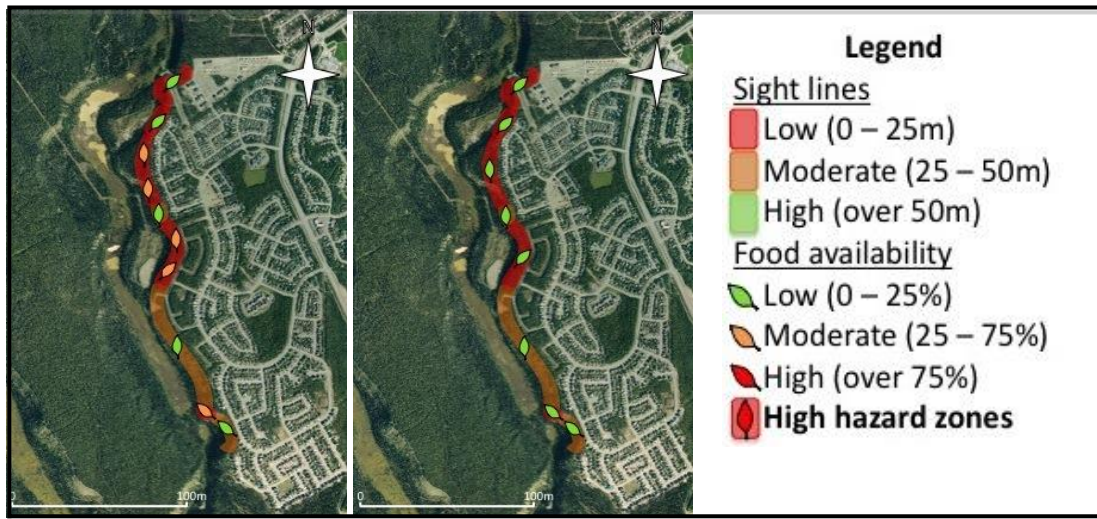 N
0
100m
N
0
100m
Legend
Sight lines
Low (0 – 25m)
Moderate (25 – 50m)
High (over 50m)
Food availability
Low (0 – 25%)
Moderate (25 – 75%)
High (over 75%)
High hazard zones